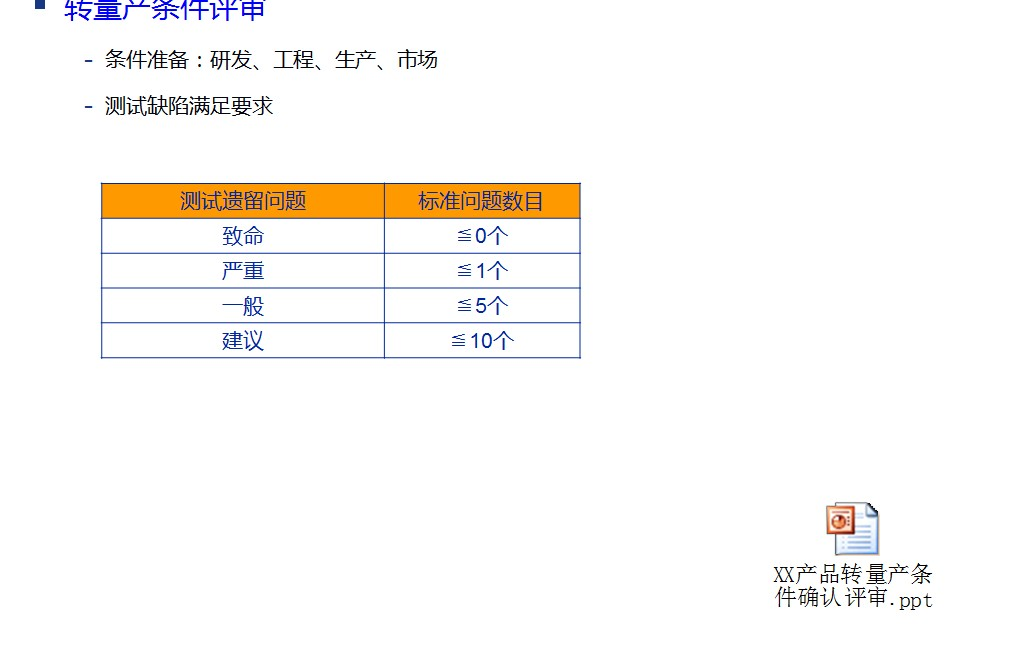 转量产条件评审
- 条件准备：研发、工程、生产、市场
- 测试缺陷满足要求
测试遗留问题 标准问题数目
致命 ≦0个
严重 ≦1个
一般 ≦5个
建议 ≦10个
XX产品转量产条
件确认评审.ppt